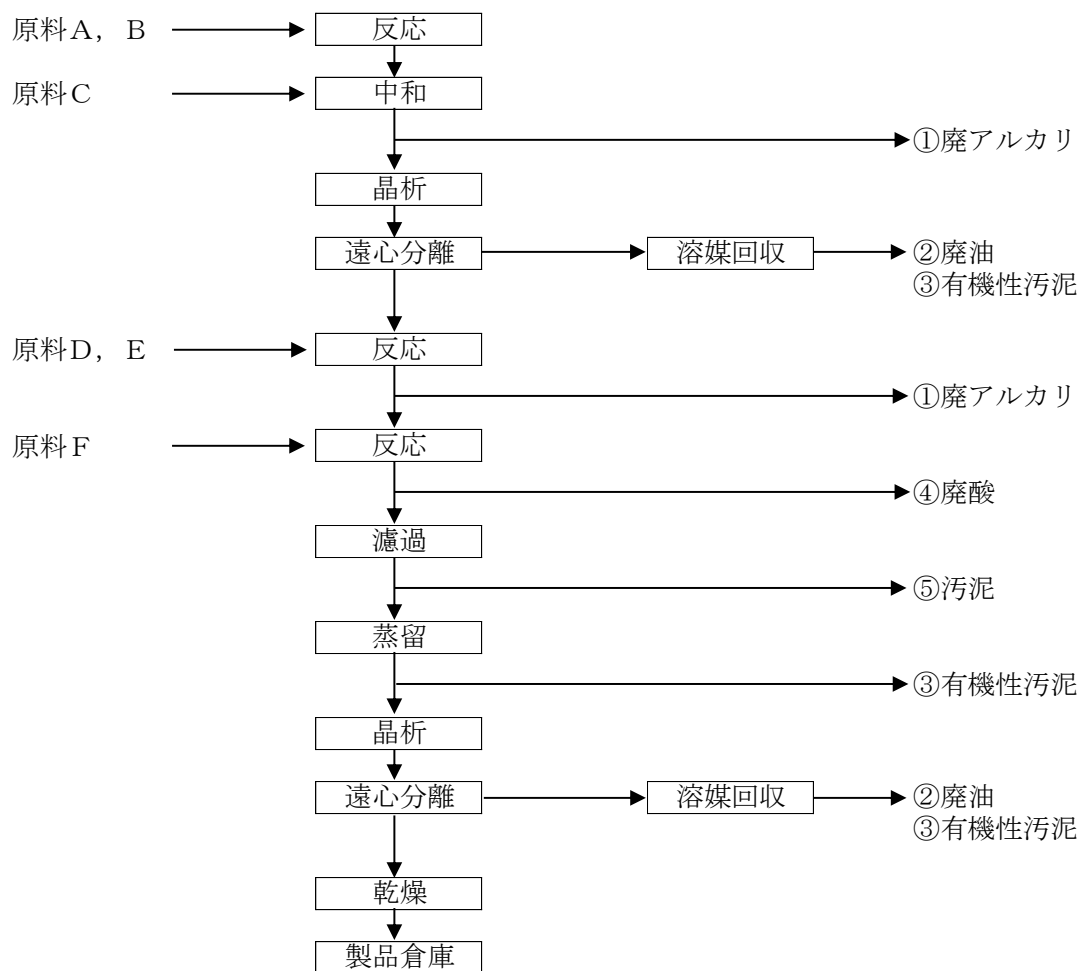 原料A, B
反応
原料C
中和
①廃アルカリ
晶析
遠心分離
溶媒回収
②廃油
③有機性汚泥
原料D, E
反応
①廃アルカリ
原料F
反応
④廃酸
濾過
⑤汚泥
蒸留
③有機性汚泥
晶析
遠心分離
溶媒回収
②廃油
③有機性汚泥
乾燥
製品倉庫